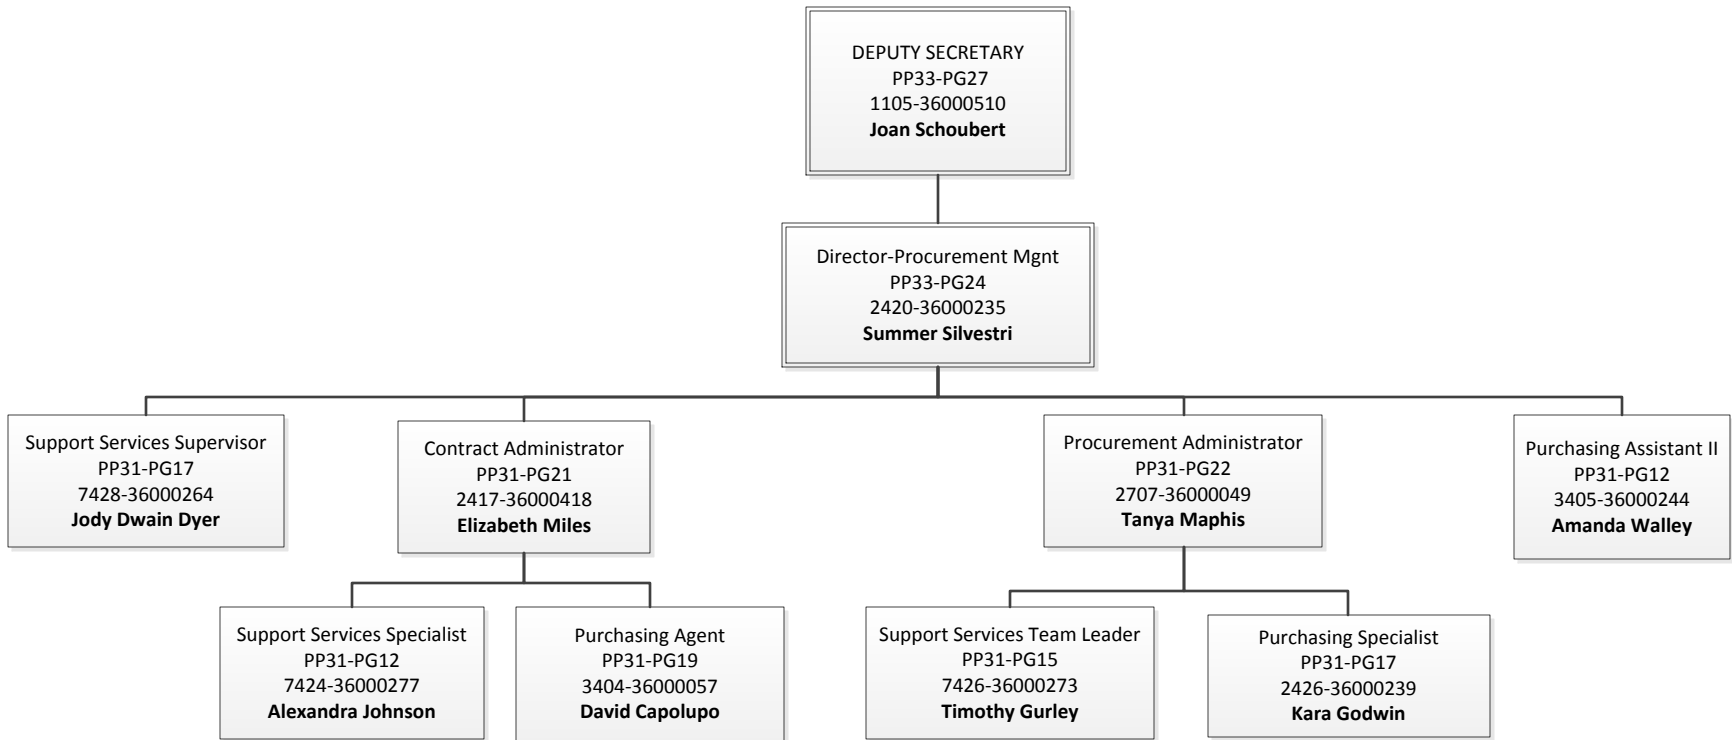 DEPUTY SECRETARY
PP33-PG27
1105-36000510
Joan Schoubert
Director-Procurement Mgnt
PP33-PG24
2420-36000235
Summer Silvestri
Support Services Supervisor
PP31-PG17
7428-36000264
Jody Dwain Dyer
Contract Administrator
PP31-PG21
2417-36000418
Elizabeth Miles
Procurement Administrator
PP31-PG22
2707-36000049
Tanya Maphis
Purchasing Assistant II
PP31-PG12
3405-36000244
Amanda Walley
Support Services Specialist
PP31-PG12
7424-36000277
Alexandra Johnson
Purchasing Agent
PP31-PG19
3404-36000057
David Capolupo
Support Services Team Leader
PP31-PG15
7426-36000273
Timothy Gurley
Purchasing Specialist
PP31-PG17
2426-36000239
Kara Godwin